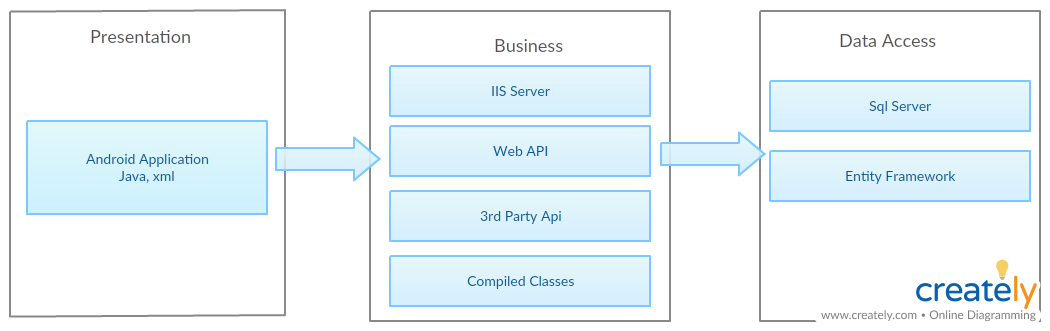 Presentation
Android Application
Java, xml
Business
IIS Server
Web API
3rd Party Api
Compiled Classes
Data Access
Sql Server
Entity Framework
creately
www.creately.com • Online Diagramming